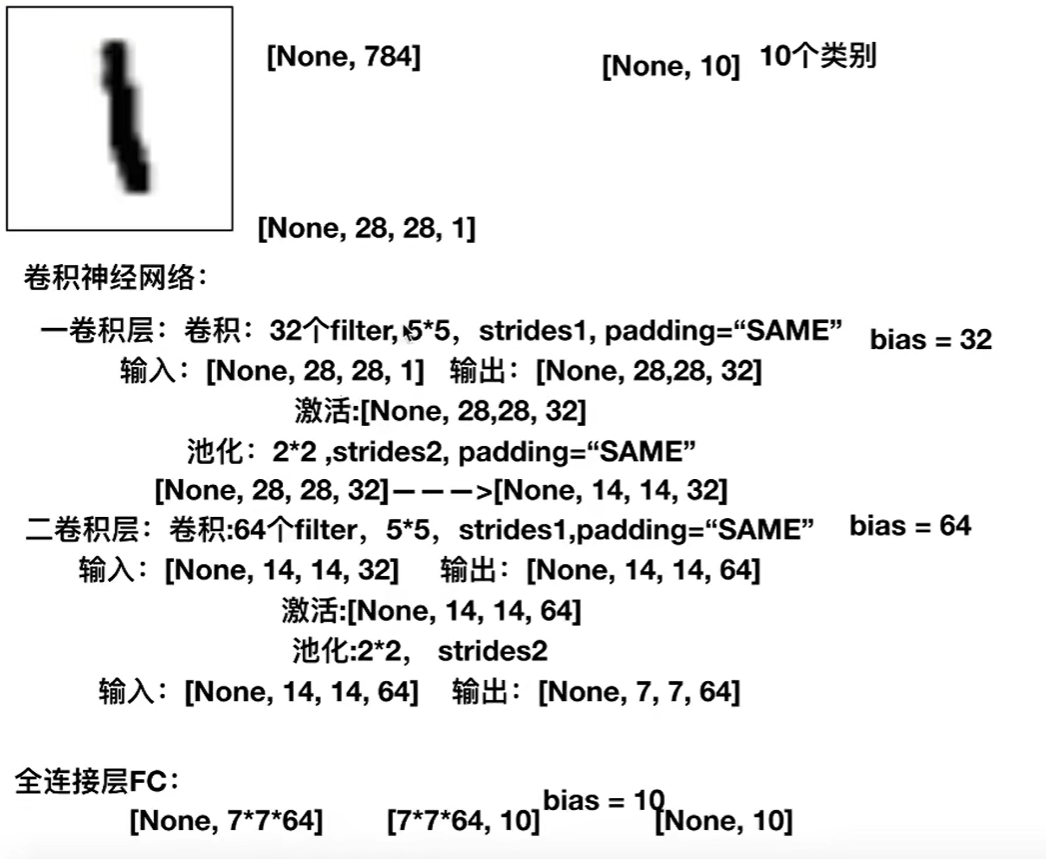 [None, 784]
[None, 10] 10个类别
[None, 28, 28, 1]
卷积神经网络：
一卷积层：卷积：32个filter, 5*5，strides1, padding=“SAME” bias = 32
输入：[None, 28, 28, 1] 输出：[None, 28,28, 32]
激活:[None, 28,28, 32]
池化：2*2 ,strides2, padding=“SAME”
[None, 28, 28, 32]———>[None, 14, 14, 32]
二卷积层：卷积:64个filter，5*5，strides1,padding=“SAME” bias = 64
输入：[None, 14, 14, 32] 输出：[None, 14, 14, 64]
激活:[None, 14, 14, 64]
池化:2*2， strides2
输入：[None, 14, 14, 64] 输出：[None, 7, 7, 64]
全连接层FC：
bias = 10
[None, 7*7*64] [7*7*64, 10] [None, 10]